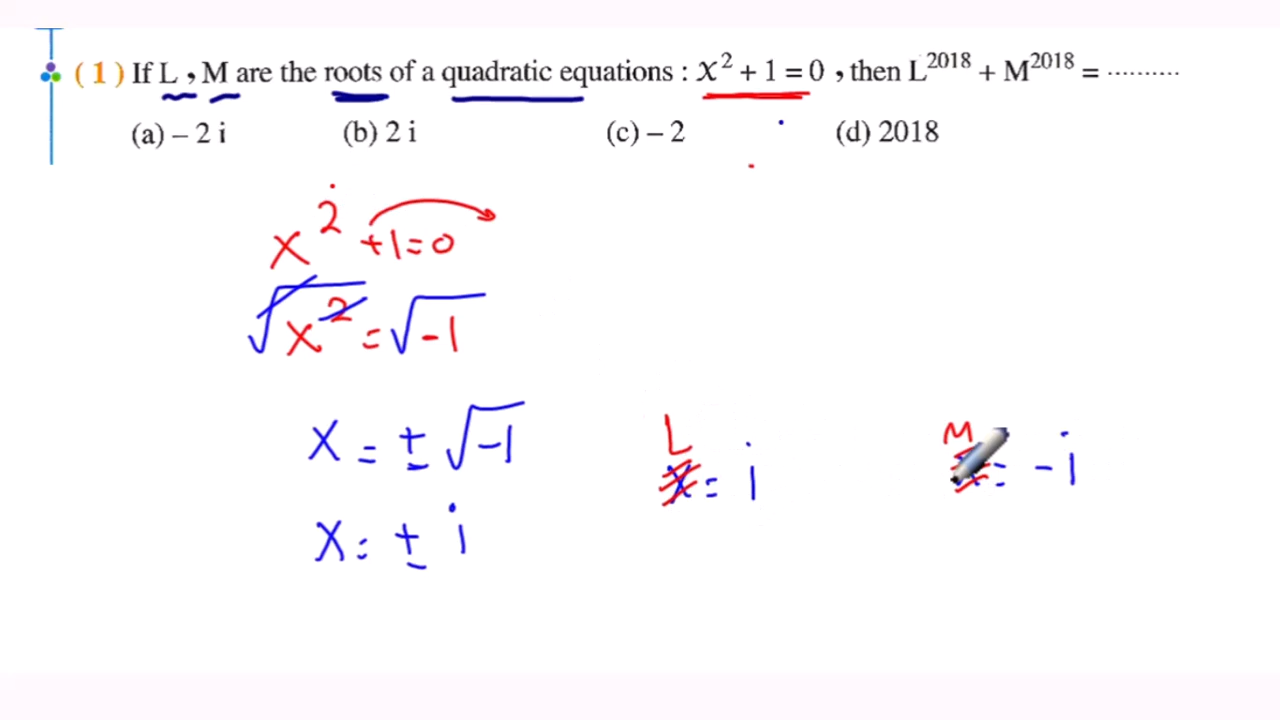 (1) If L , M are the roots of a quadratic equations : x² + 1 = 0 , then L²⁰¹⁸ + M²⁰¹⁸ = ..........
(a) – 2 i (b) 2 i (c) – 2 (d) 2018
x² +1=0
√x² = √-1
x = ± √-1
L M
x = i x = -i
x = ± i